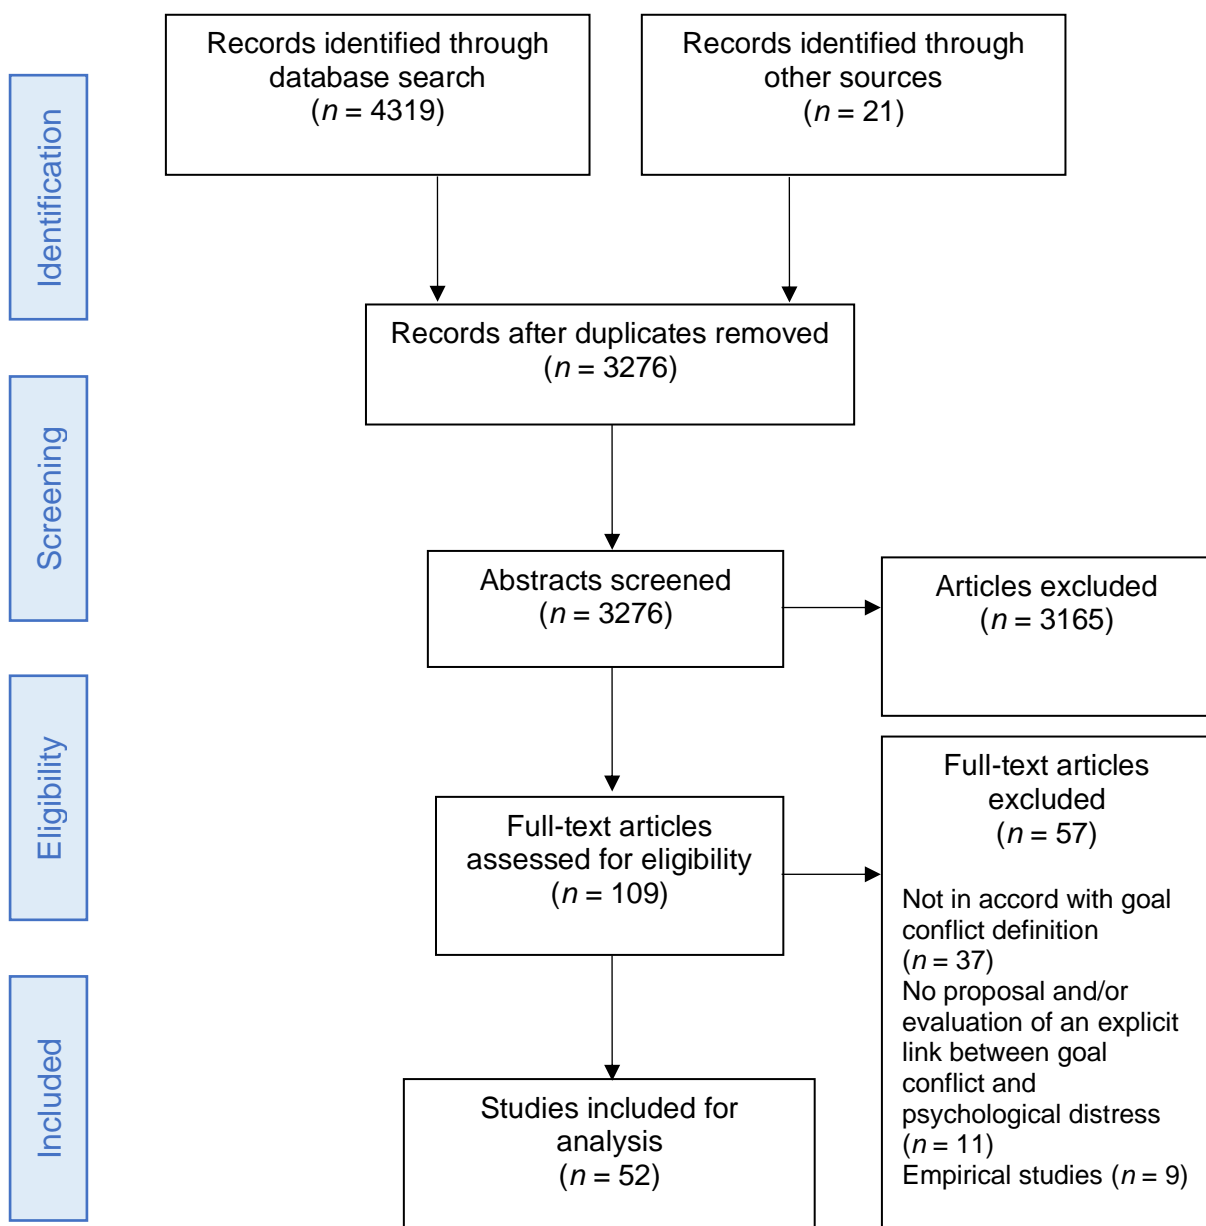 Records identified through
database search
(n = 4319)
Records identified through
other sources
(n = 21)
Identification
Records after duplicates removed
(n = 3276)
Screening
Abstracts screened
(n = 3276)
Articles excluded
(n = 3165)
Eligibility
Full-text articles
assessed for eligibility
(n = 109)
Full-text articles
excluded
(n = 57)
Not in accord with goal
conflict definition
(n = 37)
No proposal and/or
evaluation of an explicit
link between goal
conflict and
psychological distress
(n = 11)
Empirical studies (n = 9)
Included
Studies included for
analysis
(n = 52)